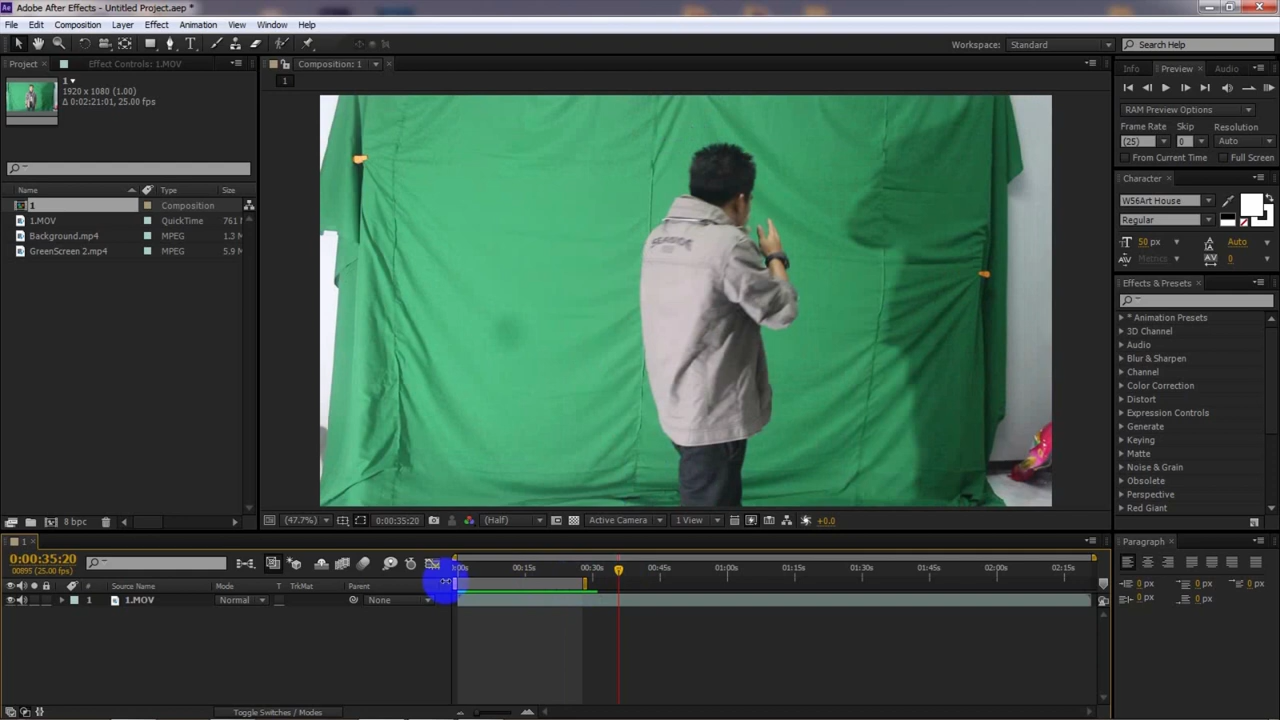 Adobe After Effects - Untitled Project.aep *
File Edit Composition Layer Effect Animation View Window Help
Workspace: Standard Search Help
Project Effect Controls: 1.MOV Composition: 1 Info Preview Audio
1
1
1920 x 1080 (1.00)
Δ 0:02:21:01, 25.00 fps
RAM Preview Options
Frame Rate Skip Resolution
(25) 0 Auto
From Current Time Full Screen
Character
W56Art House
Regular
50 px Auto
Metrics 0
Name Type Size
1 Composition
1.MOV QuickTime 761 M
Background.mp4 MPEG 1.3 M
GreenScreen 2.mp4 MPEG 5.9 M
Effects & Presets
* Animation Presets
3D Channel
Audio
Blur & Sharpen
Channel
Color Correction
Distort
Expression Controls
Generate
Keying
Matte
Noise & Grain
Obsolete
Perspective
Red Giant
8 bpc
(47.7%) 0:00:35:20 (Half) Active Camera 1 View +0.0
1
0:00:35:20
00895 (25.00 fps)
:00s 00:15s 00:30s 00:45s 01:00s 01:15s 01:30s 01:45s 02:00s 02:15s
# Source Name Mode T TrkMat Parent
1 1.MOV Normal None
Paragraph
0 px 0 px 0 px
0 px 0 px
Toggle Switches / Modes